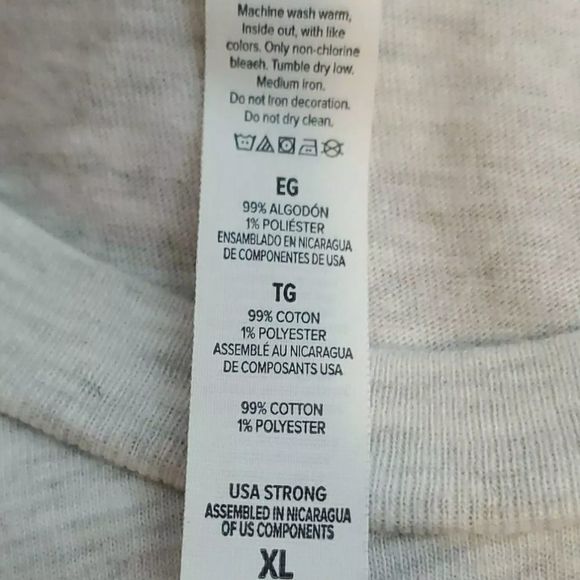 Machine wash warm,
Inside out, with like
colors. Only non-chlorine
bleach. Tumble dry low.
Medium iron.
Do not Iron decoration.
Do not dry clean.
EG
99% ALGODÓN
1% POLIÉSTER
ENSAMBLADO EN NICARAGUA
DE COMPONENTES DE USA
TG
99% COTON
1% POLYESTER
ASSEMBLÉ AU NICARAGUA
DE COMPOSANTS USA
99% COTTON
1% POLYESTER
USA STRONG
ASSEMBLED IN NICARAGUA
OF US COMPONENTS
XL